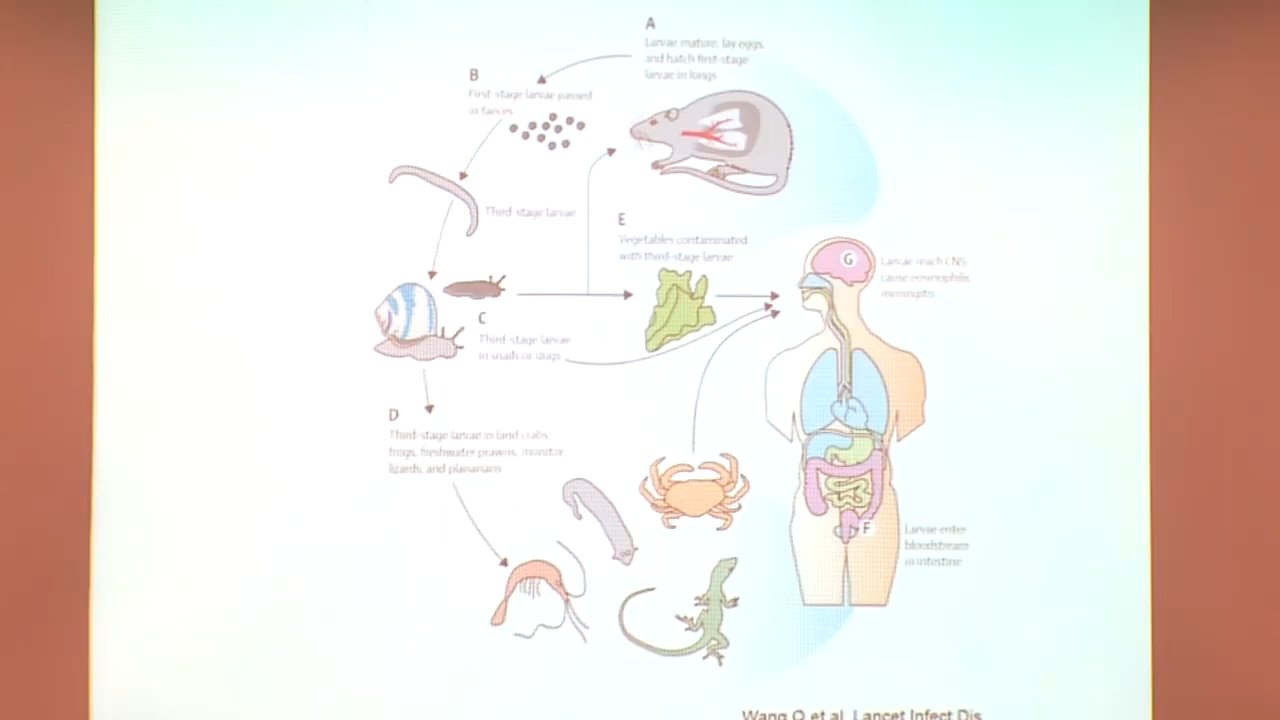 A
Larvae mature, lay eggs,
and hatch first-stage
larvae in lungs
B
First-stage larvae passed
in faeces
Third-stage larvae
E
Vegetables contaminated
with third-stage larvae
G
Larvae reach CNS,
cause eosinophilic
meningitis
C
Third-stage larvae
in snails or slugs
D
Third-stage larvae in land crabs,
frogs, freshwater prawns, monitor
lizards, and planarians
F
Larvae enter
bloodstream
in intestine
Wang Q et al. Lancet Infect Dis